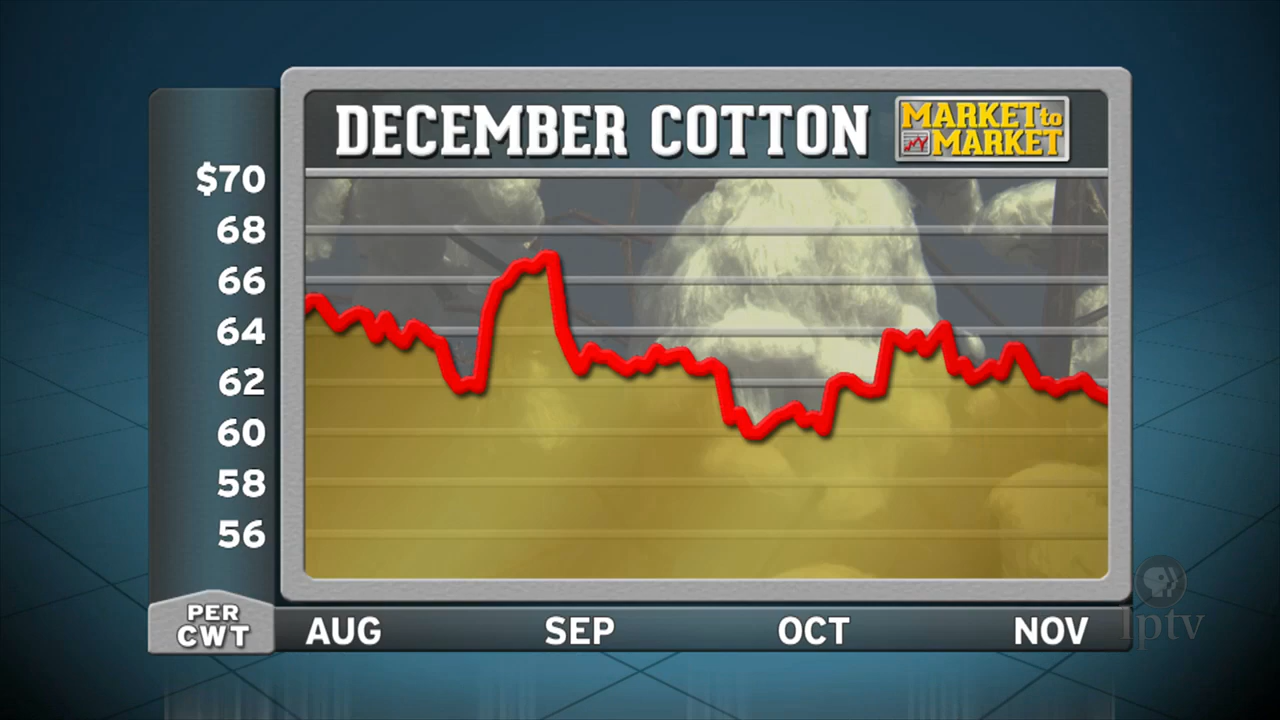 DECEMBER COTTON
MARKET to
MARKET
$70
68
66
64
62
60
58
56
PER
CWT
AUG SEP OCT NOV
Iptv